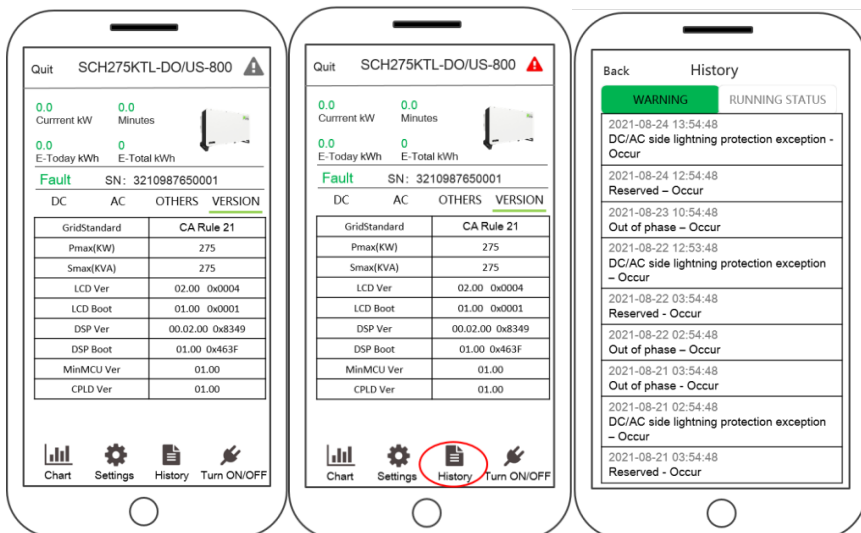 Quit SCH275KTL-DO/US-800
0.0 0.0
Currrent kW Minutes
0.0 0
E-Today kWh E-Total kWh
Fault SN: 3210987650001
DC AC OTHERS VERSION
GridStandard CA Rule 21
Pmax(KW) 275
Smax(KVA) 275
LCD Ver 02.00 0x0004
LCD Boot 01.00 0x0001
DSP Ver 00.02.00 0x8349
DSP Boot 01.00 0x463F
MinMCU Ver 01.00
CPLD Ver 01.00
Chart Settings History Turn ON/OFF
Quit SCH275KTL-DO/US-800
0.0 0.0
Currrent kW Minutes
0.0 0
E-Today kWh E-Total kWh
Fault SN: 3210987650001
DC AC OTHERS VERSION
GridStandard CA Rule 21
Pmax(KW) 275
Smax(KVA) 275
LCD Ver 02.00 0x0004
LCD Boot 01.00 0x0001
DSP Ver 00.02.00 0x8349
DSP Boot 01.00 0x463F
MinMCU Ver 01.00
CPLD Ver 01.00
Chart Settings History Turn ON/OFF
Back History
WARNING RUNNING STATUS
2021-08-24 13:54:48
DC/AC side lightning protection exception -
Occur
2021-08-24 12:54:48
Reserved – Occur
2021-08-23 10:54:48
Out of phase – Occur
2021-08-22 12:53:48
DC/AC side lightning protection exception
– Occur
2021-08-22 03:54:48
Reserved - Occur
2021-08-22 02:54:48
Out of phase – Occur
2021-08-21 03:54:48
Out of phase - Occur
2021-08-21 02:54:48
DC/AC side lightning protection exception
– Occur
2021-08-21 03:54:48
Reserved - Occur